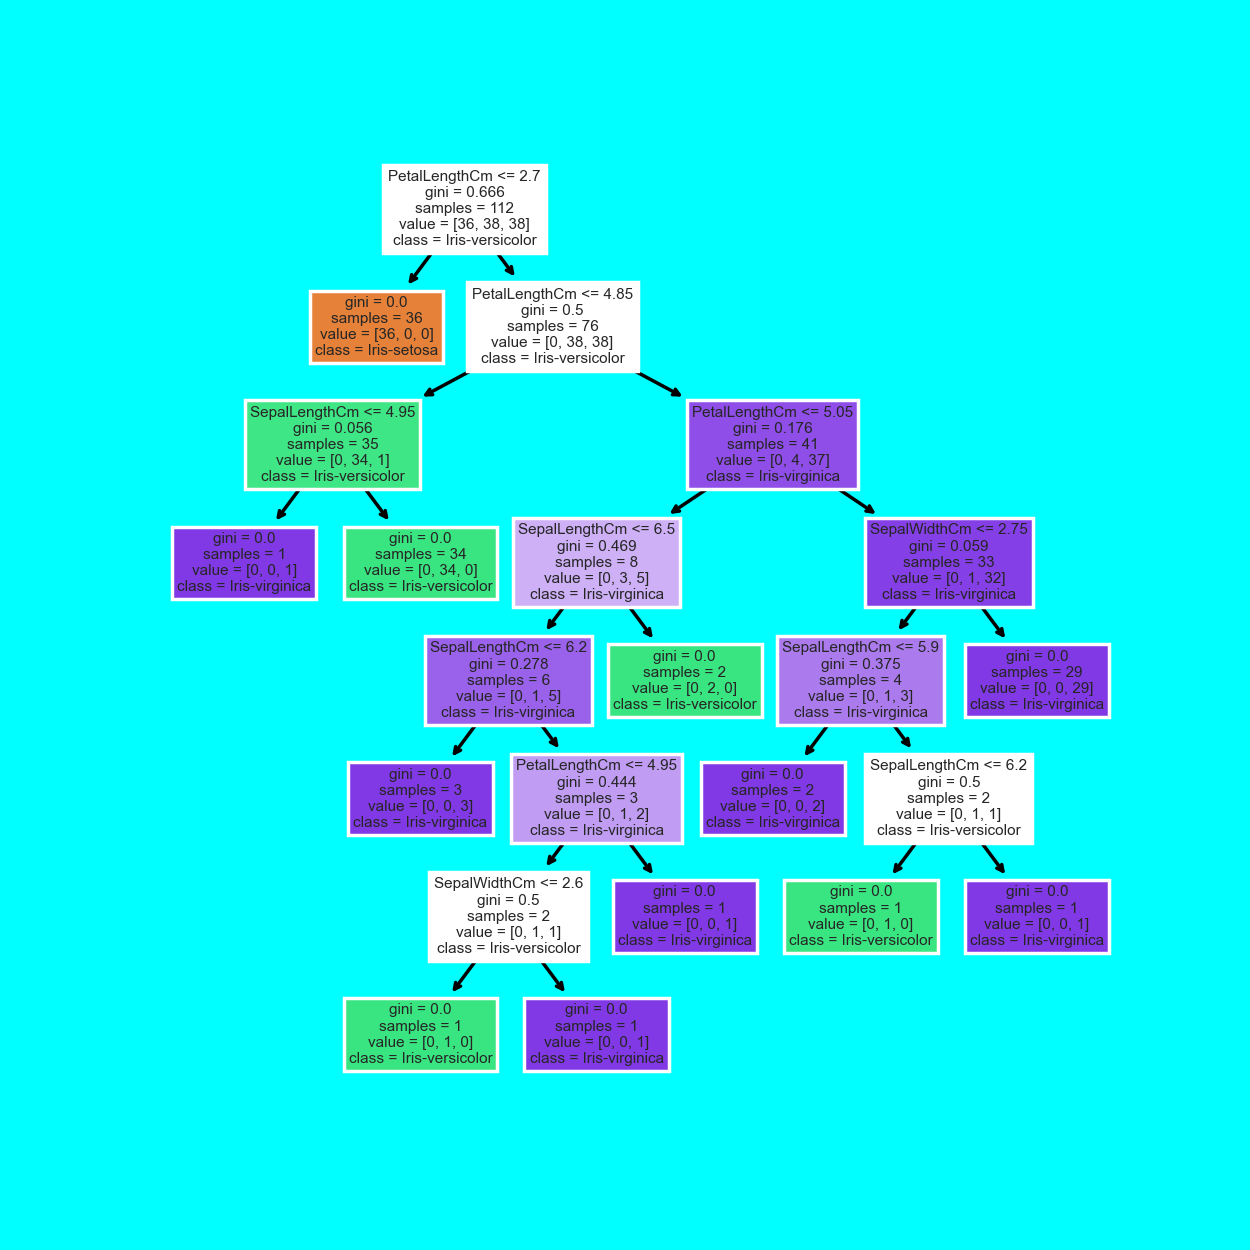 PetalLengthCm <= 2.7
gini = 0.666
samples = 112
value = [36, 38, 38]
class = Iris-versicolor
gini = 0.0
samples = 36
value = [36, 0, 0]
class = Iris-setosa
PetalLengthCm <= 4.85
gini = 0.5
samples = 76
value = [0, 38, 38]
class = Iris-versicolor
SepalLengthCm <= 4.95
gini = 0.056
samples = 35
value = [0, 34, 1]
class = Iris-versicolor
PetalLengthCm <= 5.05
gini = 0.176
samples = 41
value = [0, 4, 37]
class = Iris-virginica
gini = 0.0
samples = 1
value = [0, 0, 1]
class = Iris-virginica
gini = 0.0
samples = 34
value = [0, 34, 0]
class = Iris-versicolor
SepalLengthCm <= 6.5
gini = 0.469
samples = 8
value = [0, 3, 5]
class = Iris-virginica
SepalWidthCm <= 2.75
gini = 0.059
samples = 33
value = [0, 1, 32]
class = Iris-virginica
SepalLengthCm <= 6.2
gini = 0.278
samples = 6
value = [0, 1, 5]
class = Iris-virginica
gini = 0.0
samples = 2
value = [0, 2, 0]
class = Iris-versicolor
SepalLengthCm <= 5.9
gini = 0.375
samples = 4
value = [0, 1, 3]
class = Iris-virginica
gini = 0.0
samples = 29
value = [0, 0, 29]
class = Iris-virginica
gini = 0.0
samples = 3
value = [0, 0, 3]
class = Iris-virginica
PetalLengthCm <= 4.95
gini = 0.444
samples = 3
value = [0, 1, 2]
class = Iris-virginica
gini = 0.0
samples = 2
value = [0, 0, 2]
class = Iris-virginica
SepalLengthCm <= 6.2
gini = 0.5
samples = 2
value = [0, 1, 1]
class = Iris-versicolor
SepalWidthCm <= 2.6
gini = 0.5
samples = 2
value = [0, 1, 1]
class = Iris-versicolor
gini = 0.0
samples = 1
value = [0, 0, 1]
class = Iris-virginica
gini = 0.0
samples = 1
value = [0, 1, 0]
class = Iris-versicolor
gini = 0.0
samples = 1
value = [0, 0, 1]
class = Iris-virginica
gini = 0.0
samples = 1
value = [0, 1, 0]
class = Iris-versicolor
gini = 0.0
samples = 1
value = [0, 0, 1]
class = Iris-virginica